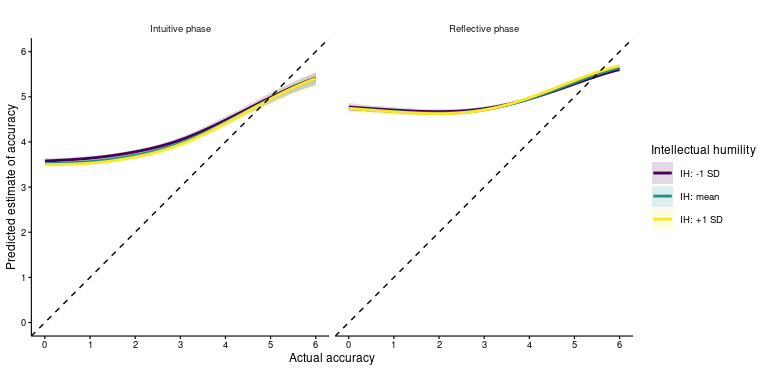 Intuitive phase
Reflective phase
Predicted estimate of accuracy
6
5
4
3
2
1
0
0 1 2 3 4 5 6
0 1 2 3 4 5 6
Actual accuracy
Intellectual humility
IH: -1 SD
IH: mean
IH: +1 SD